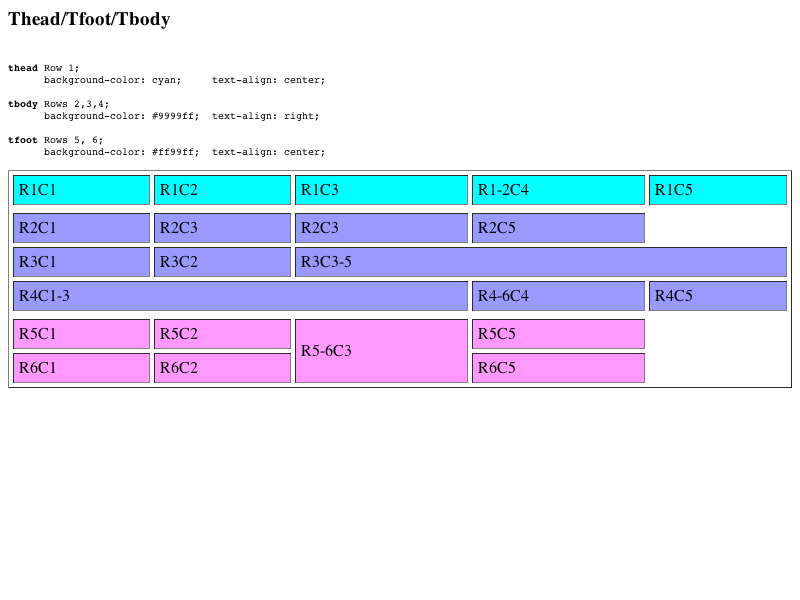 Thead/Tfoot/Tbody
thead Row 1;
background-color: cyan; text-align: center;
tbody Rows 2,3,4;
background-color: #9999ff; text-align: right;
tfoot Rows 5, 6;
background-color: #ff99ff; text-align: center;
R1C1 R1C2 R1C3 R1-2C4 R1C5
R2C1 R2C3 R2C3 R2C5
R3C1 R3C2 R3C3-5
R4C1-3 R4-6C4 R4C5
R5C1 R5C2 R5-6C3 R5C5
R6C1 R6C2 R6C5